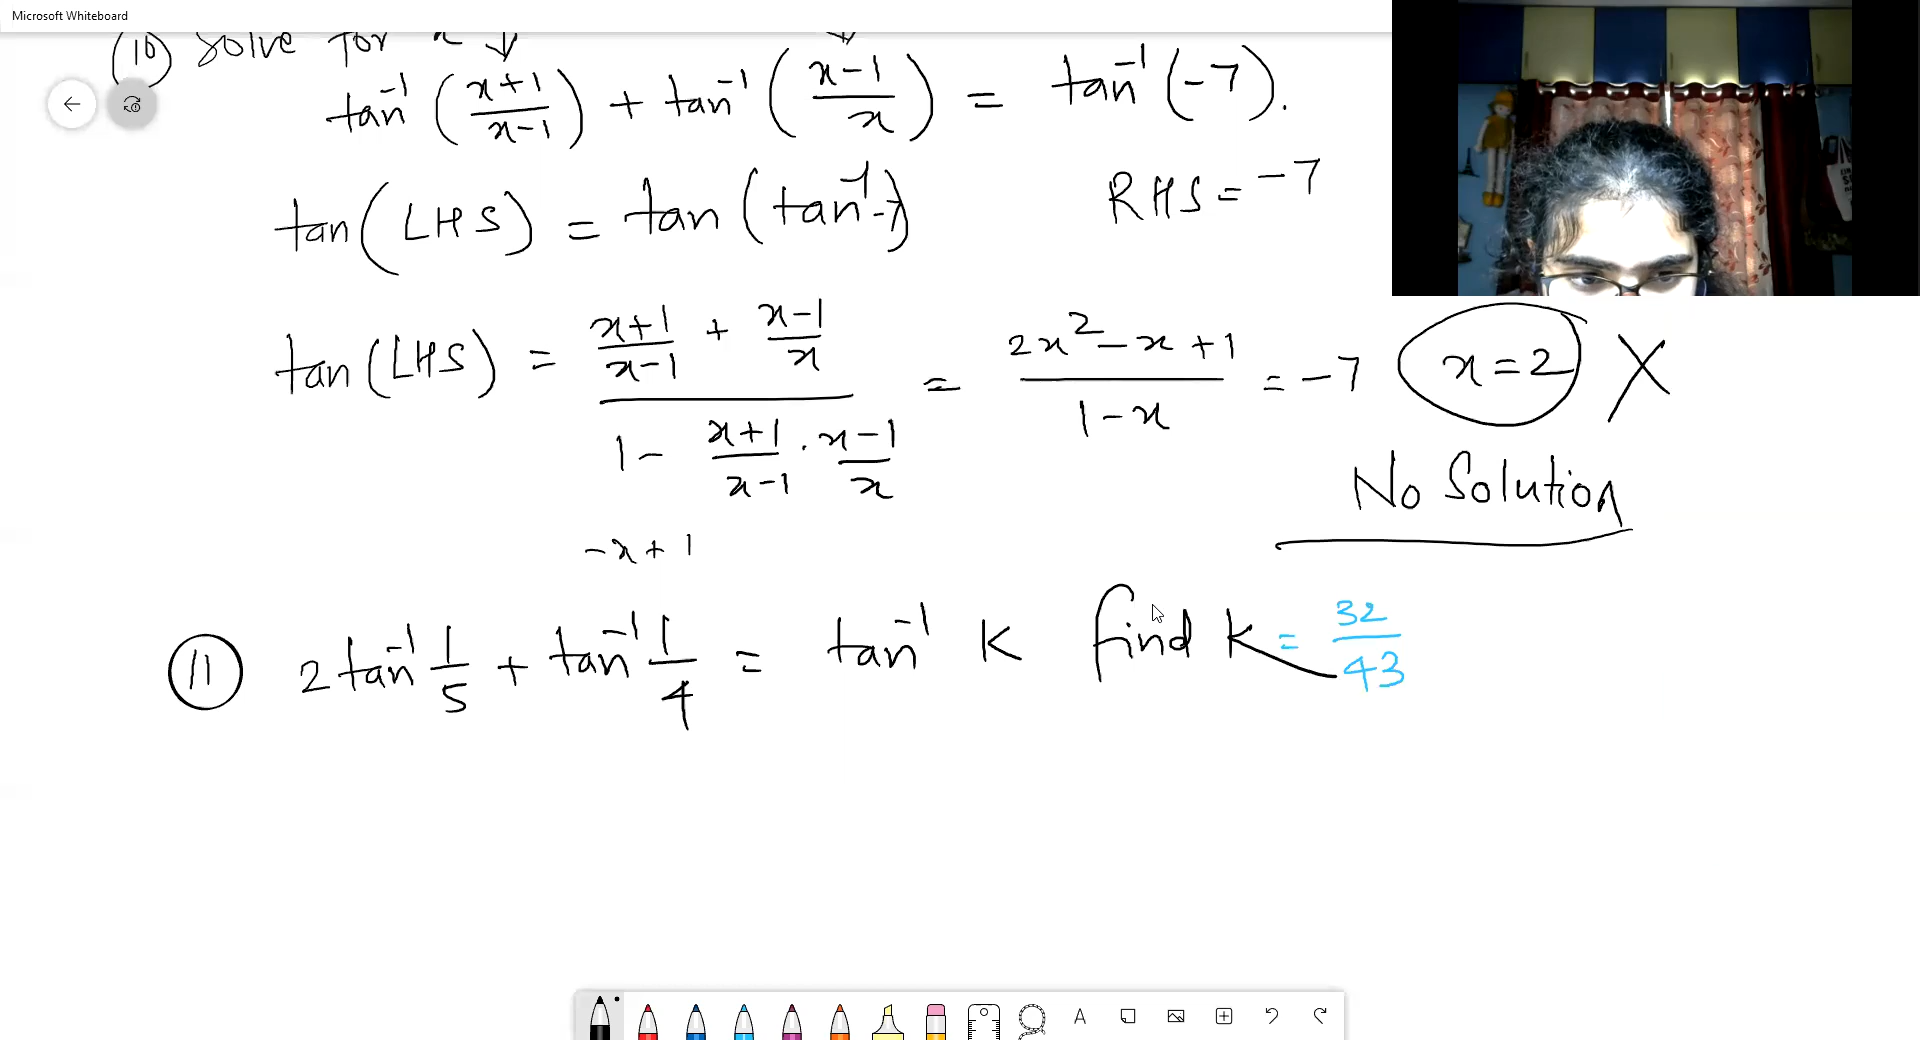 Microsoft Whiteboard
(10) Solve for x
tan⁻¹ ((x+1)/(x-1)) + tan⁻¹ ((x-1)/x) = tan⁻¹ (-7).
tan (LHS) = tan (tan⁻¹ -7) RHS = -7
tan (LHS) = ((x+1)/(x-1) + (x-1)/x) / (1 - (x+1)/(x-1) . (x-1)/x) = (2x² - x + 1)/(1 - x) = -7 x = 2 X
No Solution
-x + 1
(11) 2 tan⁻¹ 1/5 + tan⁻¹ 1/4 = tan⁻¹ K find K = 32/43
A